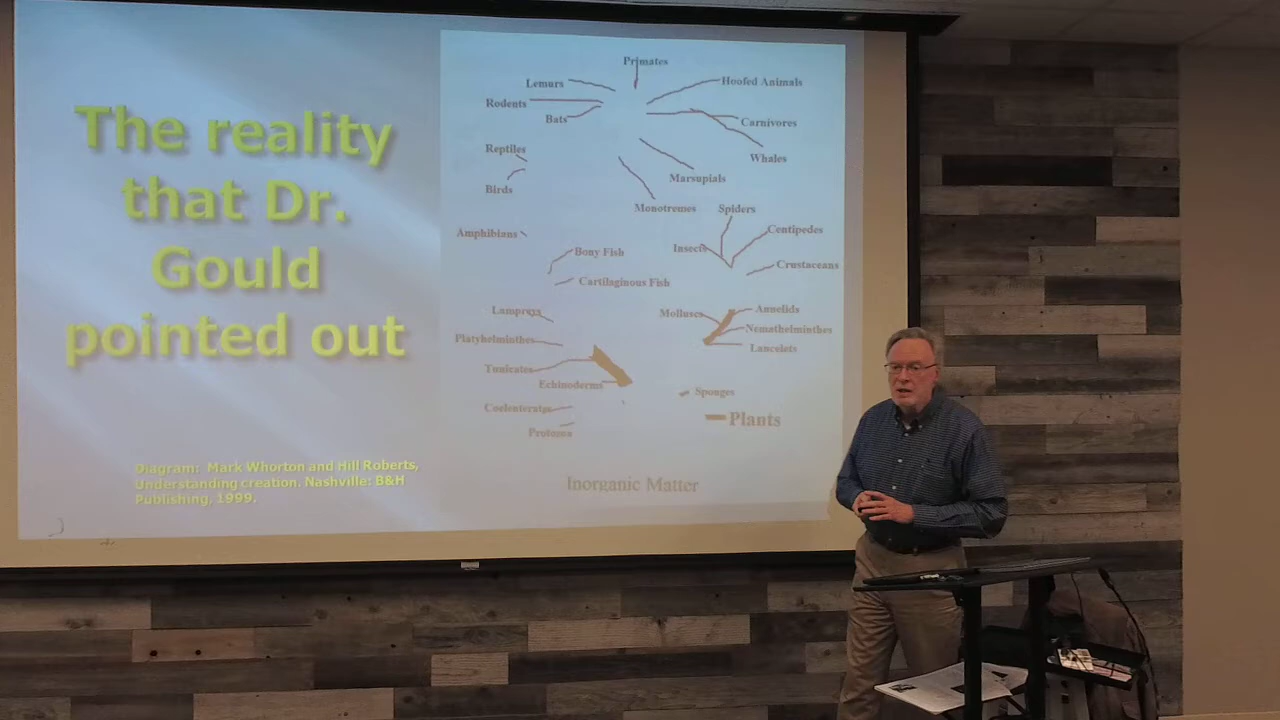 The reality
that Dr.
Gould
pointed out
Diagram: Mark Whorton and Hill Roberts,
Understanding creation. Nashville: B&H
Publishing, 1999.
Primates
Lemurs
Hoofed Animals
Rodents
Bats
Carnivores
Reptiles
Whales
Marsupials
Birds
Monotremes
Spiders
Amphibians
Centipedes
Insects
Bony Fish
Crustaceans
Cartilaginous Fish
Lampreys
Molluscs
Annelids
Nemathelminthes
Platyhelminthes
Lancelets
Tunicates
Echinoderms
Sponges
Coelenterates
Plants
Protozoa
Inorganic Matter